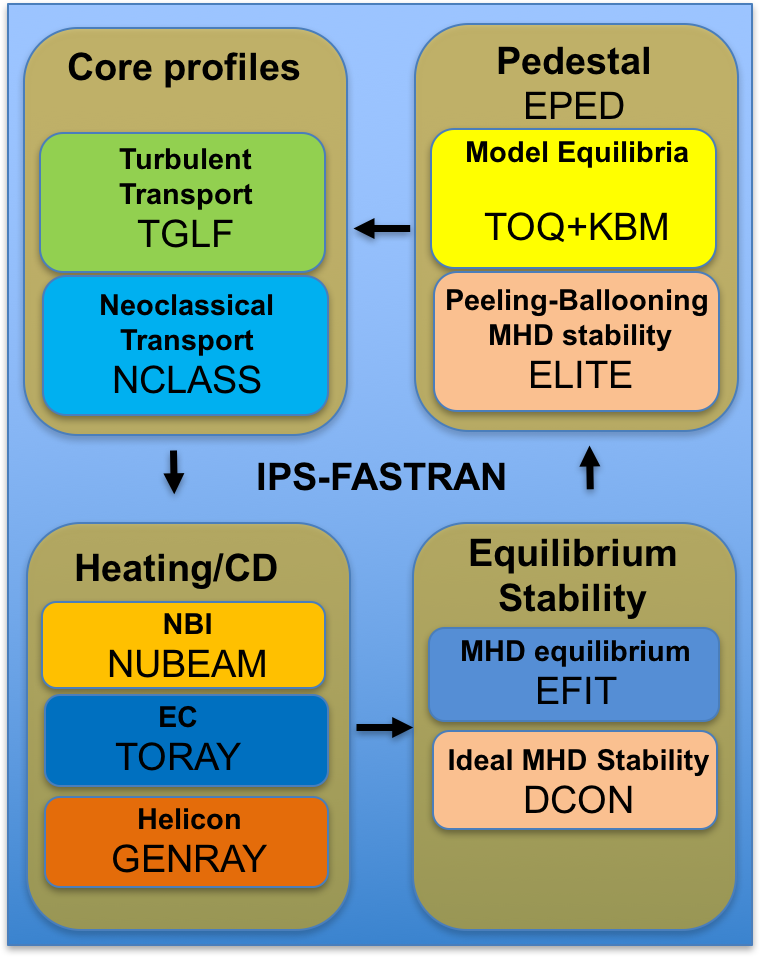 Core profiles
Turbulent
Transport
TGLF
Neoclassical
Transport
NCLASS
Pedestal
EPED
Model Equilibria
TOQ+KBM
Peeling-Ballooning
MHD stability
ELITE
IPS-FASTRAN
Heating/CD
NBI
NUBEAM
EC
TORAY
Helicon
GENRAY
Equilibrium
Stability
MHD equilibrium
EFIT
Ideal MHD Stability
DCON